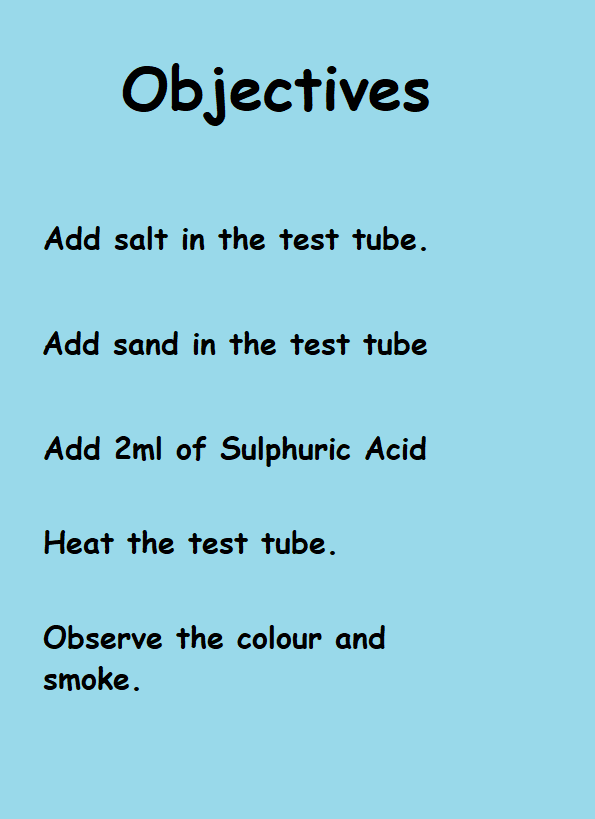 Objectives
Add salt in the test tube.
Add sand in the test tube
Add 2ml of Sulphuric Acid
Heat the test tube.
Observe the colour and
smoke.